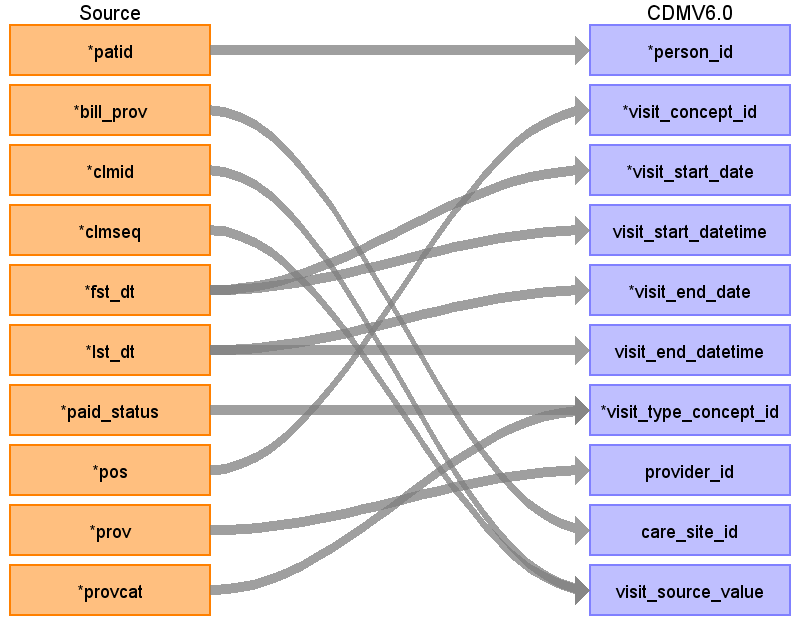 Source
CDMV6.0
*patid
*person_id
*bill_prov
*visit_concept_id
*clmid
*visit_start_date
*clmseq
visit_start_datetime
*fst_dt
*visit_end_date
*lst_dt
visit_end_datetime
*paid_status
*visit_type_concept_id
*pos
provider_id
*prov
care_site_id
*provcat
visit_source_value